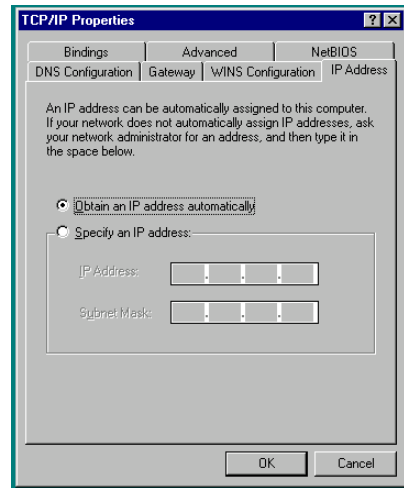 TCP/IP Properties
Bindings Advanced NetBIOS
DNS Configuration Gateway WINS Configuration IP Address
An IP address can be automatically assigned to this computer.
If your network does not automatically assign IP addresses, ask
your network administrator for an address, and then type it in
the space below.
Obtain an IP address automatically
Specify an IP address:
IP Address:
Subnet Mask:
OK Cancel